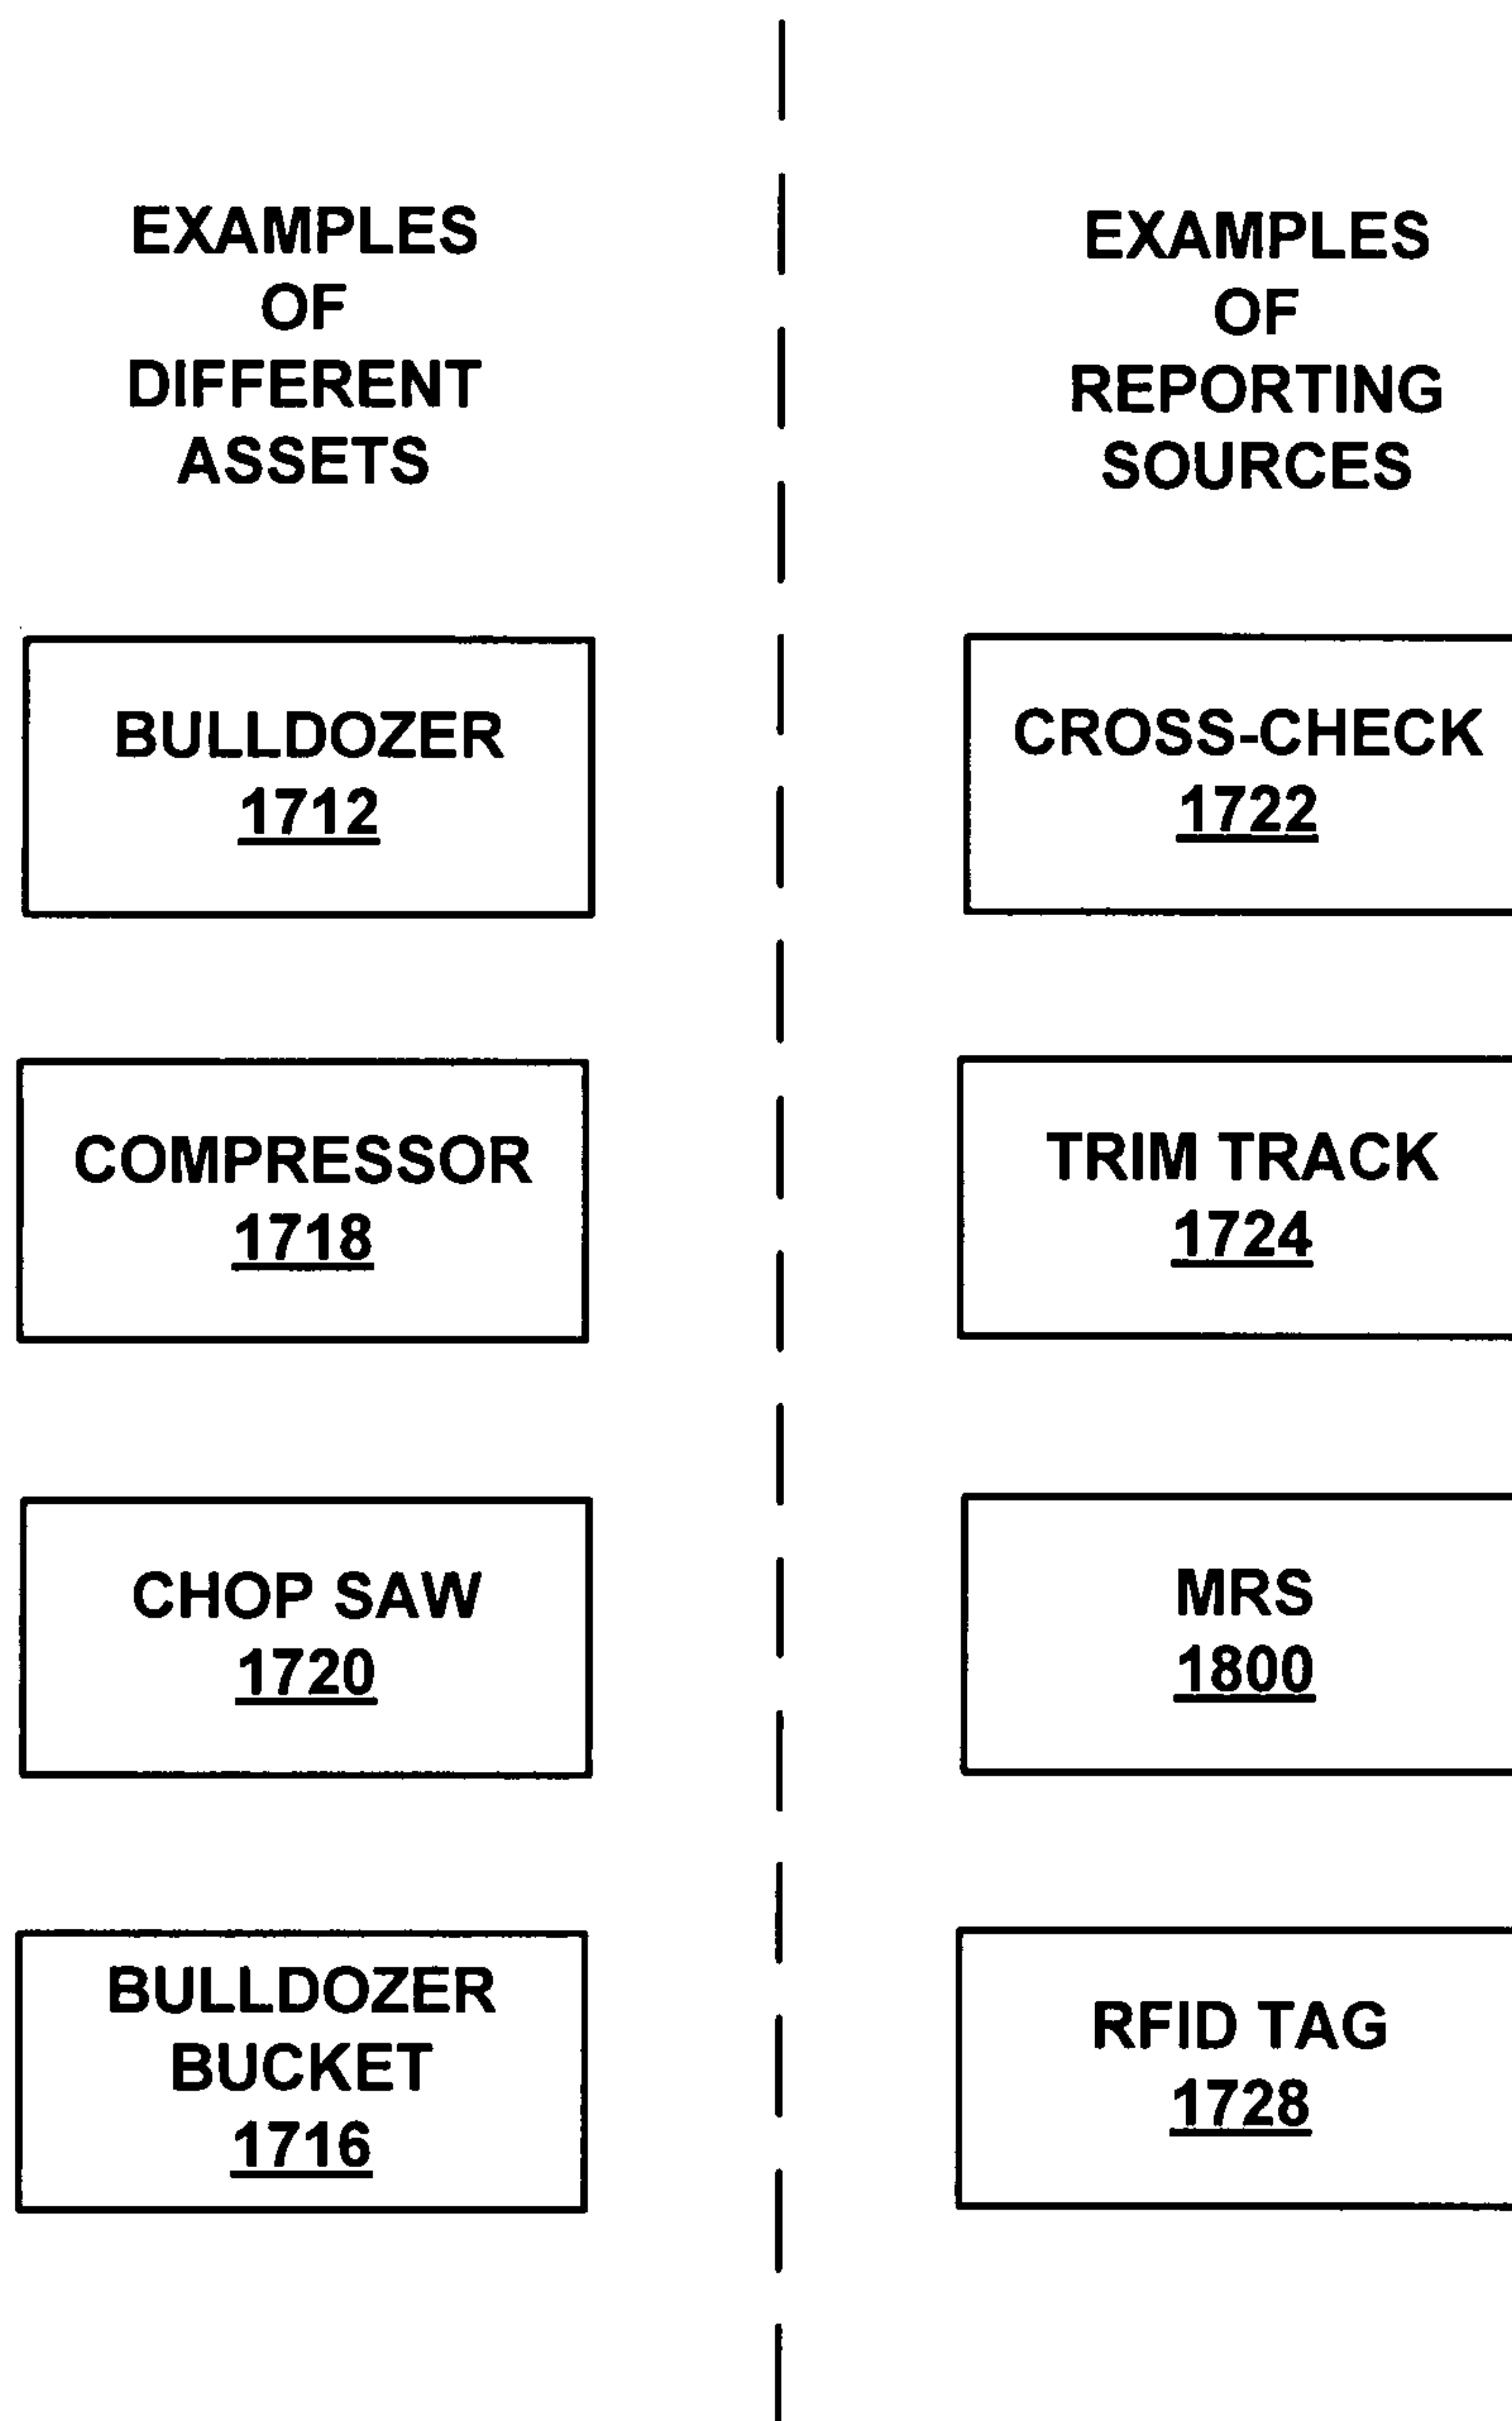 EXAMPLES
OF
DIFFERENT
ASSETS
BULLDOZER
1712
COMPRESSOR
1718
CHOP SAW
1720
BULLDOZER
BUCKET
1716
EXAMPLES
OF
REPORTING
SOURCES
CROSS-CHECK
1722
TRIM TRACK
1724
MRS
1800
RFID TAG
1728